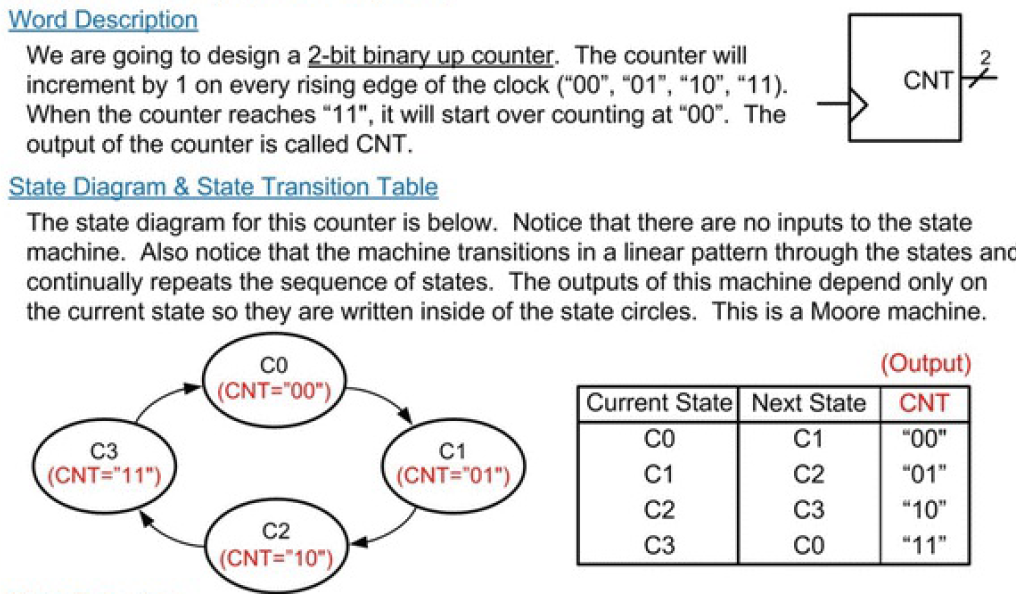 Word Description
We are going to design a 2-bit binary up counter. The counter will
increment by 1 on every rising edge of the clock (“00”, “01”, “10”, “11).
When the counter reaches “11", it will start over counting at “00”. The
output of the counter is called CNT.
CNT
2
State Diagram & State Transition Table
The state diagram for this counter is below. Notice that there are no inputs to the state
machine. Also notice that the machine transitions in a linear pattern through the states and
continually repeats the sequence of states. The outputs of this machine depend only on
the current state so they are written inside of the state circles. This is a Moore machine.
C0
(CNT="00")
C3
(CNT="11")
C1
(CNT="01")
C2
(CNT="10")
(Output)
Current State Next State CNT
C0 C1 “00”
C1 C2 “01”
C2 C3 “10”
C3 C0 “11”